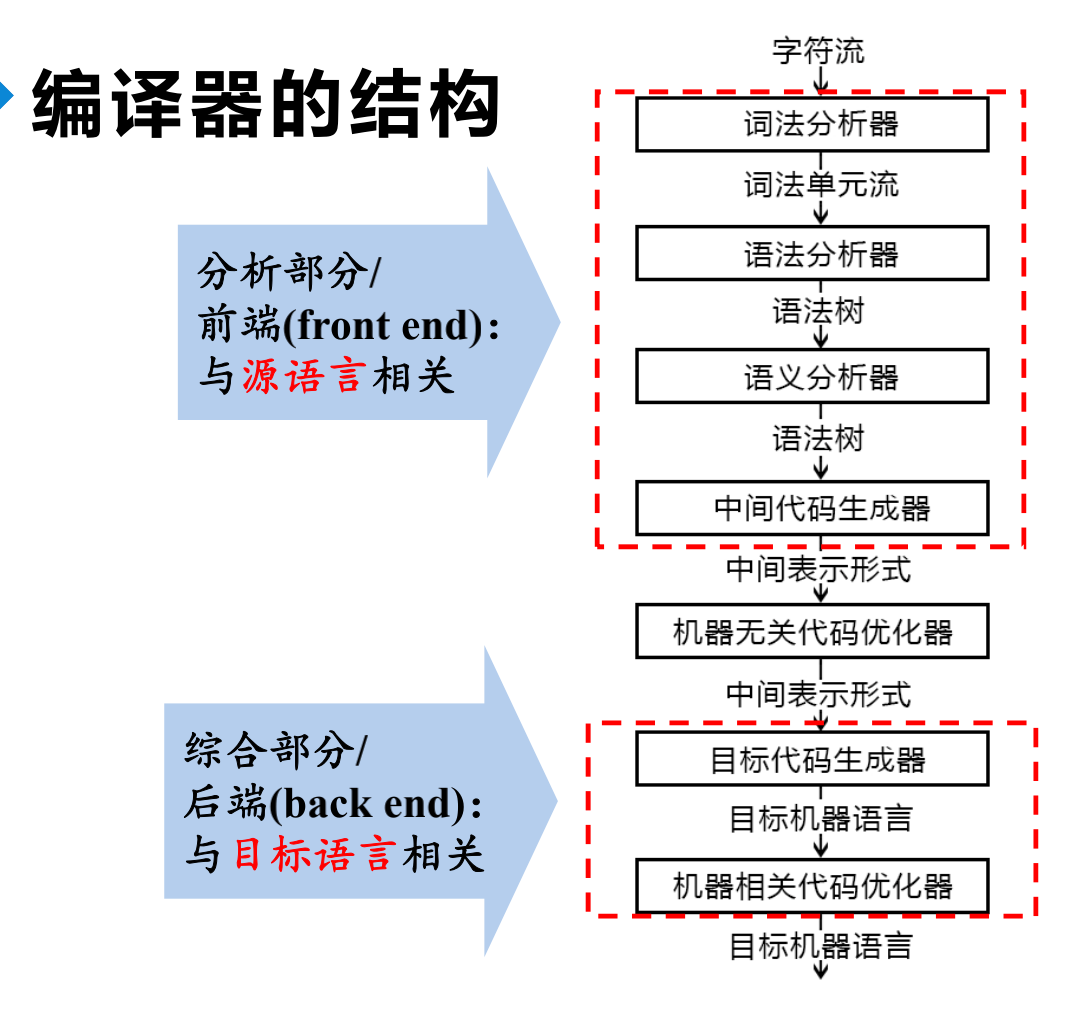 编译器的结构
分析部分/
前端(front end):
与源语言相关
综合部分/
后端(back end):
与目标语言相关
字符流
词法分析器
词法单元流
语法分析器
语法树
语义分析器
语法树
中间代码生成器
中间表示形式
机器无关代码优化器
中间表示形式
目标代码生成器
目标机器语言
机器相关代码优化器
目标机器语言